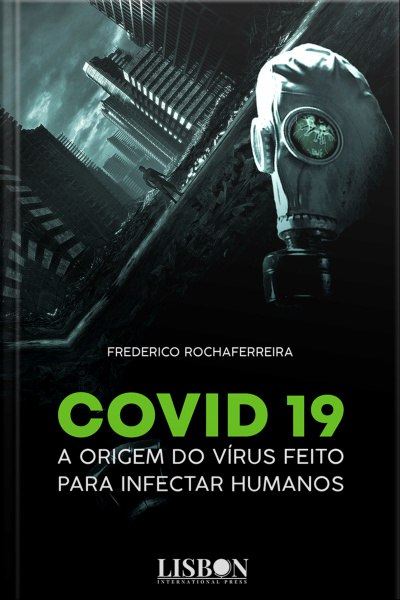 FREDERICO ROCHAFERREIRA
COVID 19
A ORIGEM DO VÍRUS FEITO
PARA INFECTAR HUMANOS
LISBON
INTERNATIONAL PRESS